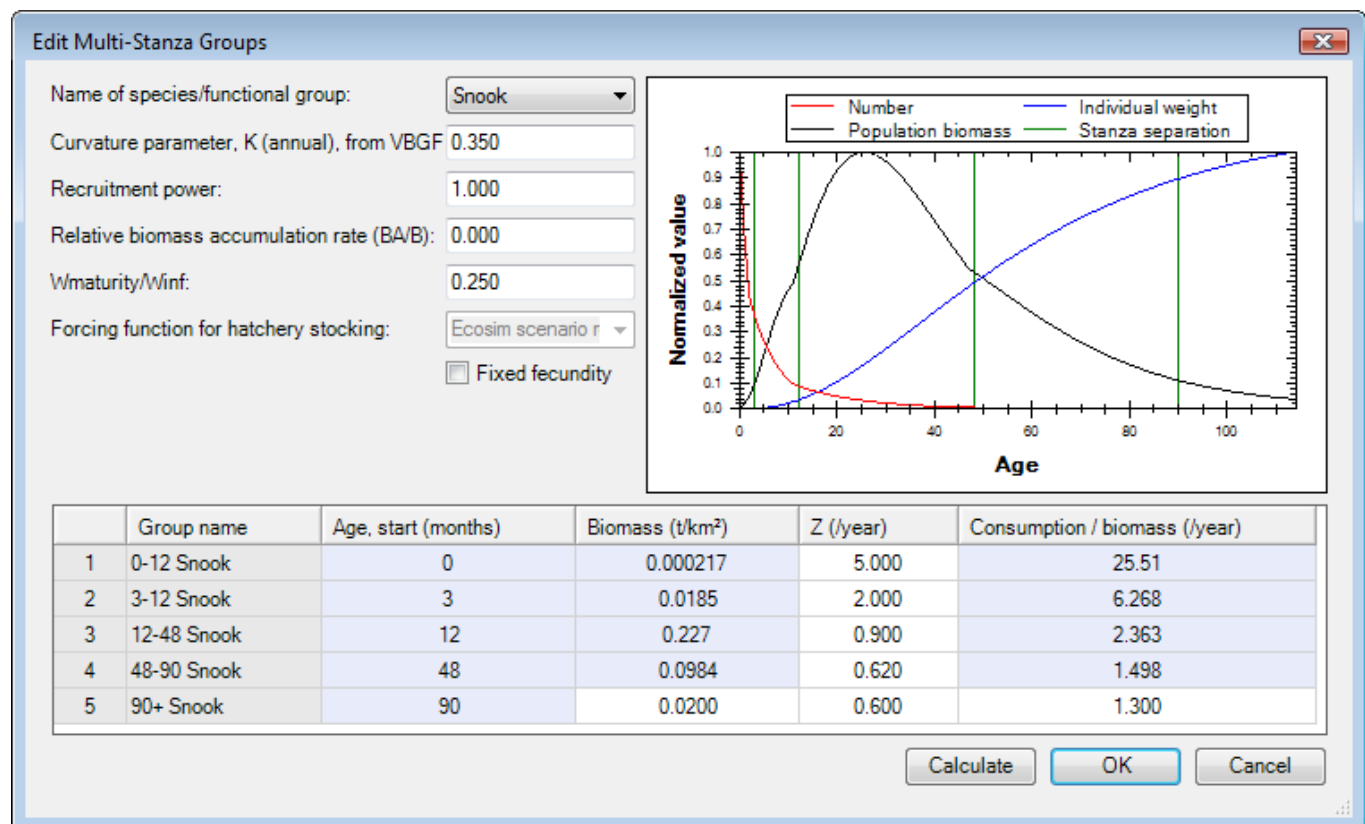 Edit Multi-Stanza Groups
Name of species/functional group: Snook
Curvature parameter, K (annual), from VBGF 0.350
Recruitment power: 1.000
Relative biomass accumulation rate (BA/B): 0.000
Wmaturity/Winf: 0.250
Forcing function for hatchery stocking: Ecosim scenario r
Fixed fecundity
Number Individual weight
Population biomass Stanza separation
Normalized value
1.0
0.9
0.8
0.7
0.6
0.5
0.4
0.3
0.2
0.1
0.0
0 20 40 60 80 100
Age
Group name Age, start (months) Biomass (t/km²) Z (/year) Consumption / biomass (/year)
1 0-12 Snook 0 0.000217 5.000 25.51
2 3-12 Snook 3 0.0185 2.000 6.268
3 12-48 Snook 12 0.227 0.900 2.363
4 48-90 Snook 48 0.0984 0.620 1.498
5 90+ Snook 90 0.0200 0.600 1.300
Calculate OK Cancel